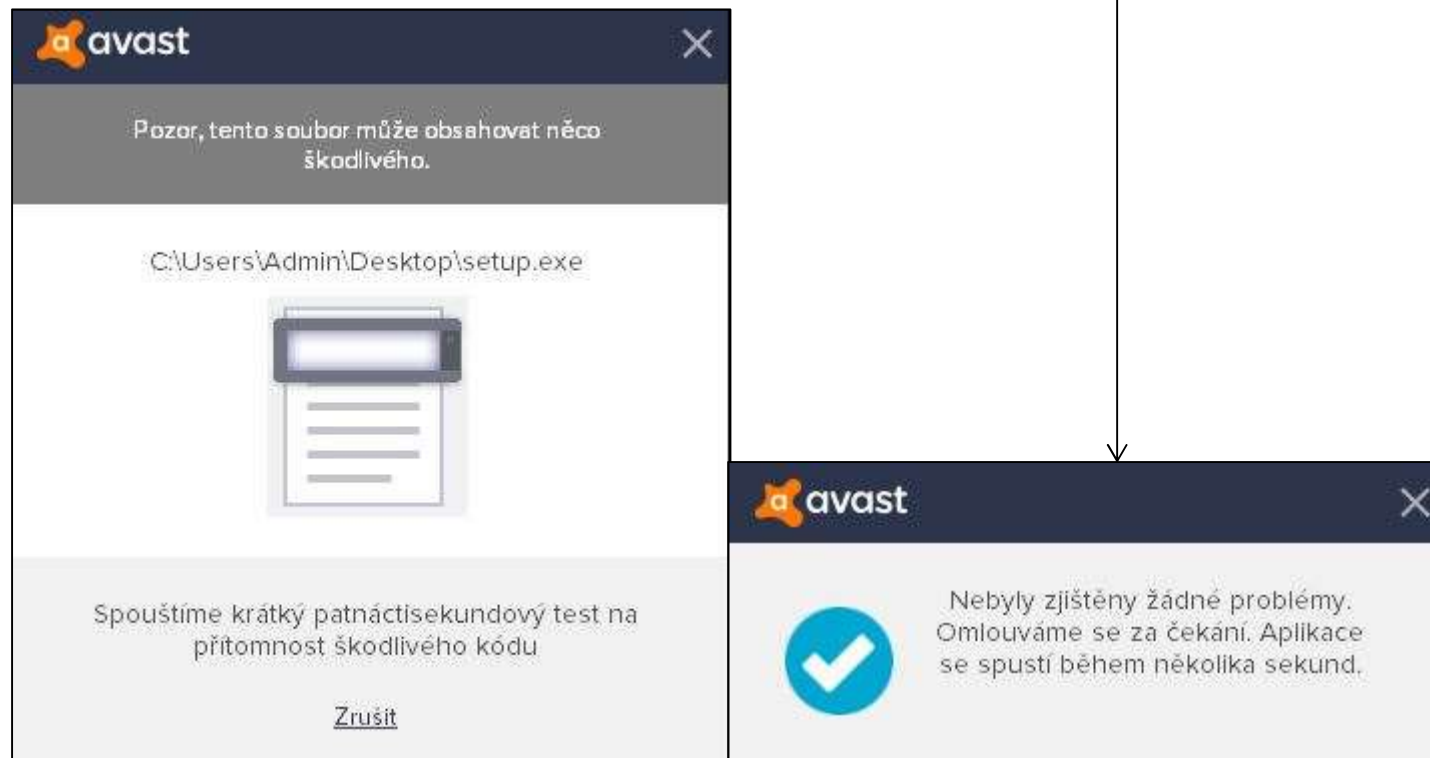 avast
Pozor, tento soubor může obsahovat něco
škodlivého.
C:\Users\Admin\Desktop\setup.exe
Spouštíme krátký patnáctisekundový test na
přítomnost škodlivého kódu
Zrušit
avast
Nebyly zjištěny žádné problémy.
Omlouváme se za čekání. Aplikace
se spustí během několika sekund.